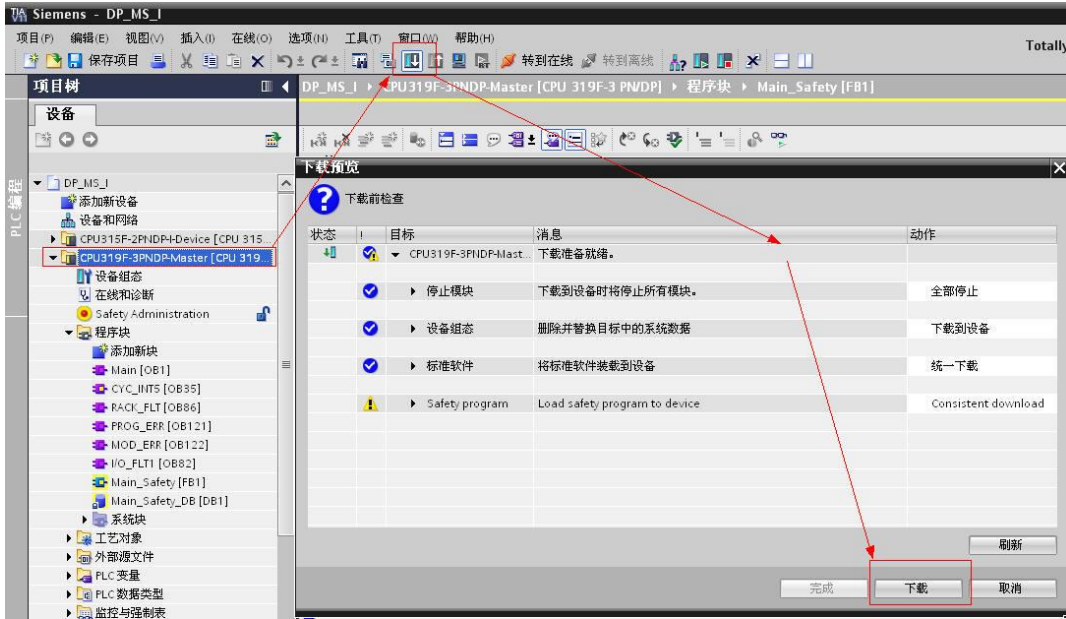 Siemens - DP_MS_I
项目(P) 编辑(E) 视图(V) 插入(I) 在线(O) 选项(N) 工具(T) 窗口(W) 帮助(H)
保存项目 转到在线 转到离线
Totally
项目树
DP_MS_I CPU319F-3PNDP-Master [CPU 319F-3 PN/DP] 程序块 Main_Safety [FB1]
设备
PLC 编程
DP_MS_I
添加新设备
设备和网络
CPU315F-2PNDP-I-Device [CPU 315...
CPU319F-3PNDP-Master [CPU 319...
设备组态
在线和诊断
Safety Administration
程序块
添加新块
Main [OB1]
CYC_INT5 [OB35]
RACK_FLT [OB86]
PROG_ERR [OB121]
MOD_ERR [OB122]
I/O_FLT1 [OB82]
Main_Safety [FB1]
Main_Safety_DB [DB1]
系统块
工艺对象
外部源文件
PLC 变量
PLC 数据类型
监控与强制表
下载预览
下载前检查
状态 ! 目标 消息 动作
CPU319F-3PNDP-Mast... 下载准备就绪。
停止模块 下载到设备时将停止所有模块。 全部停止
设备组态 删除并替换目标中的系统数据 下载到设备
标准软件 将标准软件装载到设备 统一下载
Safety program Load safety program to device Consistent download
刷新
完成 下载 取消